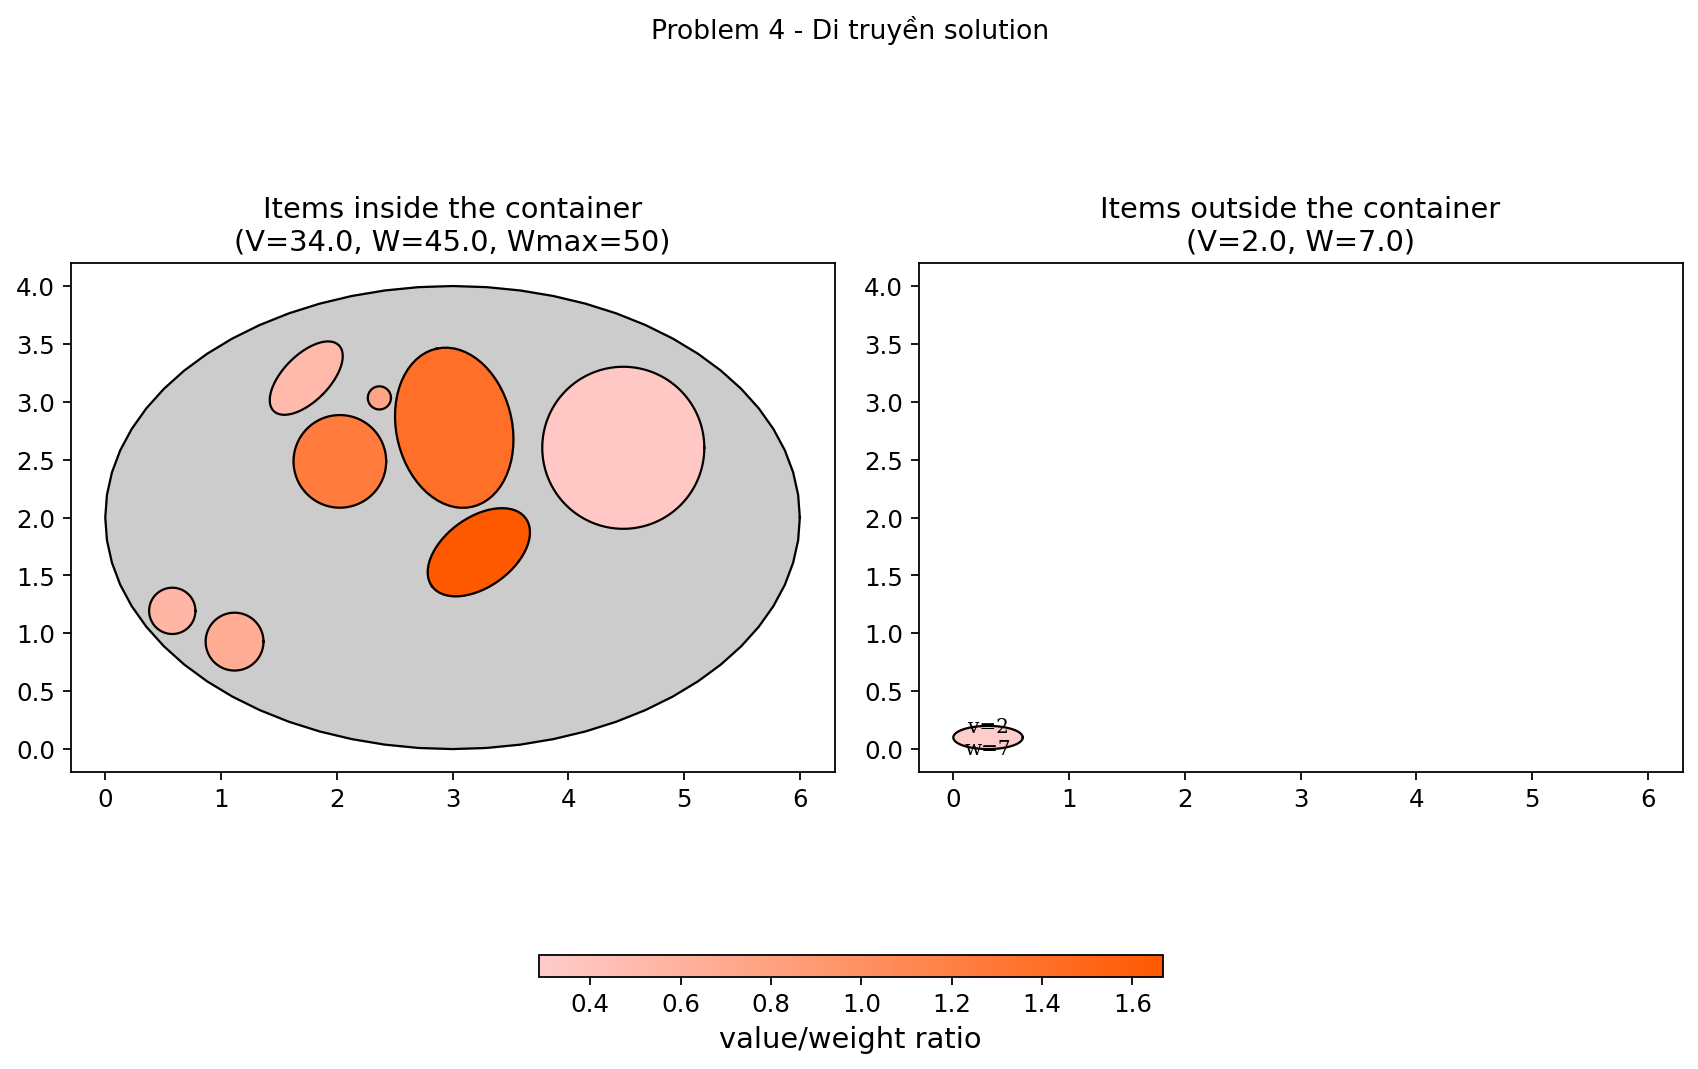 Problem 4 - Di truyền solution
Items inside the container
(V=34.0, W=45.0, Wmax=50)
4.0
3.5
3.0
2.5
2.0
1.5
1.0
0.5
0.0
0 1 2 3 4 5 6
Items outside the container
(V=2.0, W=7.0)
4.0
3.5
3.0
2.5
2.0
1.5
1.0
0.5
0.0
v=2
w=7
0 1 2 3 4 5 6
0.4 0.6 0.8 1.0 1.2 1.4 1.6
value/weight ratio